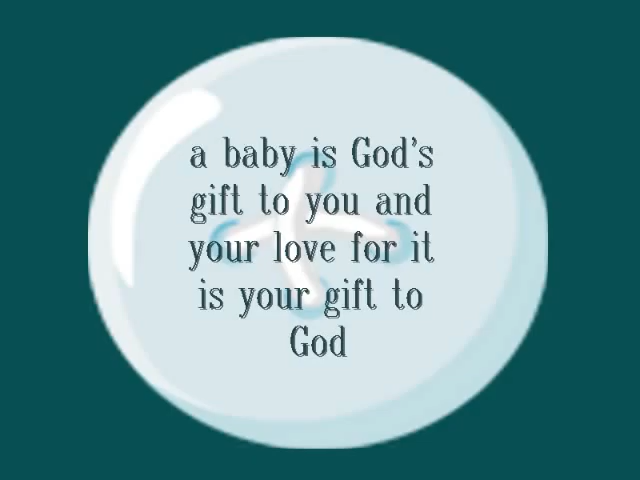 a baby is God's
gift to you and
your love for it
is your gift to
God